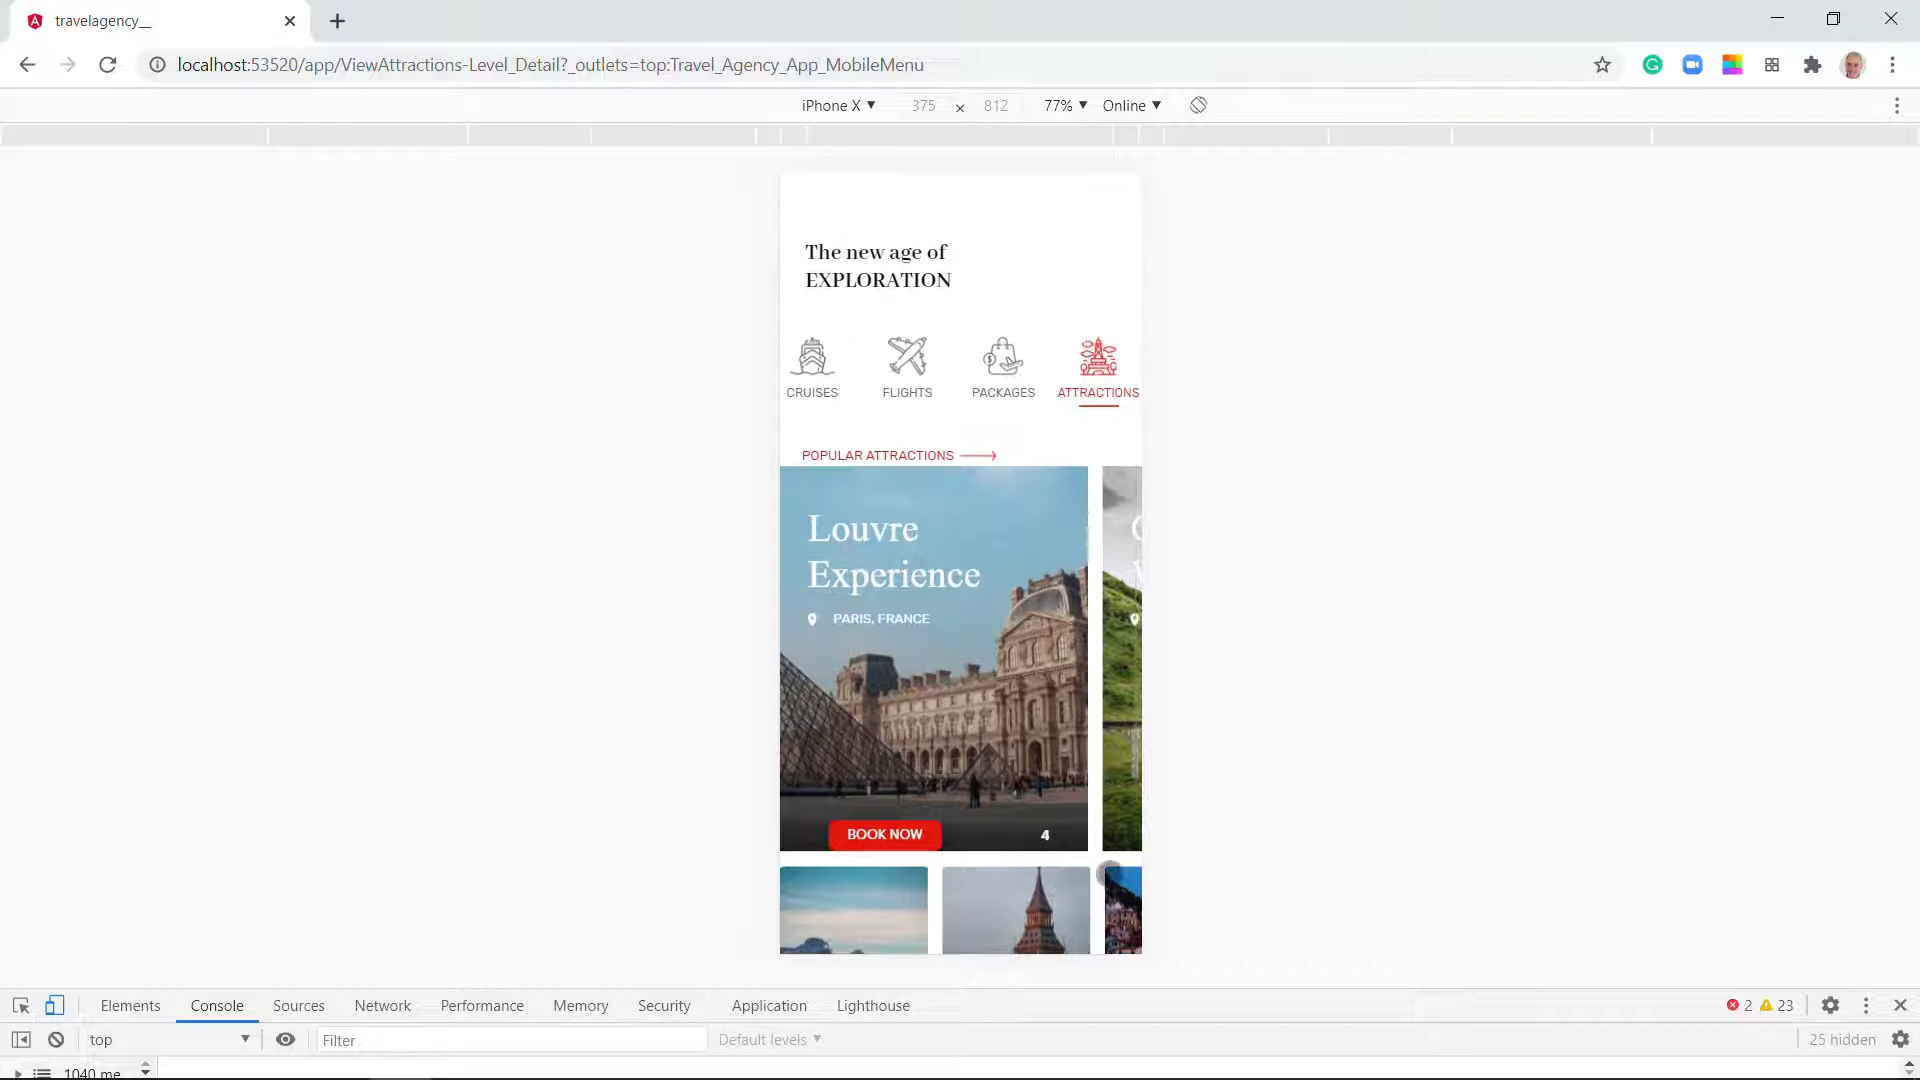 travelagency__
localhost:53520/app/ViewAttractions-Level_Detail?_outlets=top:Travel_Agency_App_MobileMenu
iPhone X 375 × 812 77% Online
The new age of
EXPLORATION
CRUISES FLIGHTS PACKAGES ATTRACTIONS
POPULAR ATTRACTIONS
Louvre
Experience
PARIS, FRANCE
BOOK NOW 4
Elements Console Sources Network Performance Memory Security Application Lighthouse 2 23
top Filter Default levels 25 hidden
1040 me